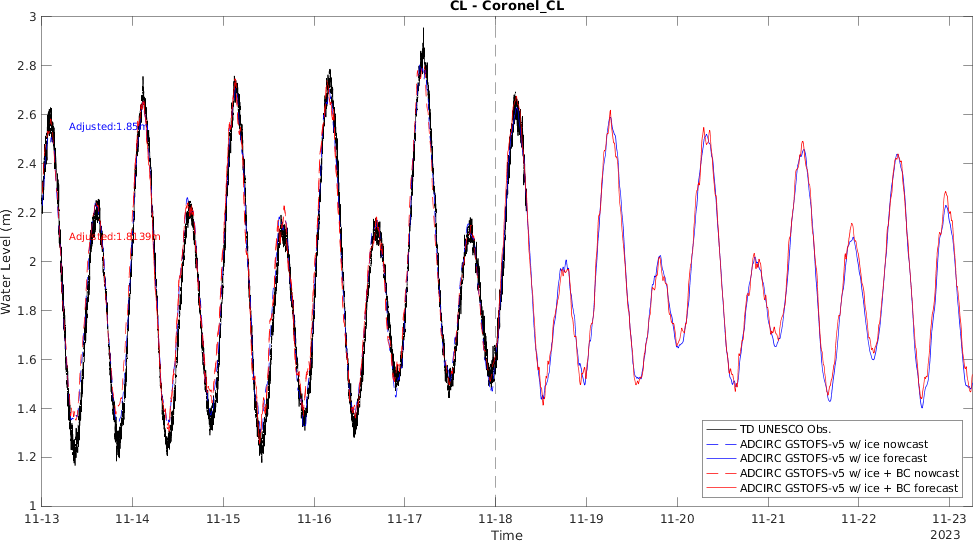 CL - Coronel_CL
3
2.8
2.6
2.4
2.2
2
1.8
1.6
1.4
1.2
1
Water Level (m)
Adjusted:1.85m
Adjusted:1.8139m
TD UNESCO Obs.
ADCIRC GSTOFS-v5 w/ ice nowcast
ADCIRC GSTOFS-v5 w/ ice forecast
ADCIRC GSTOFS-v5 w/ ice + BC nowcast
ADCIRC GSTOFS-v5 w/ ice + BC forecast
11-13 11-14 11-15 11-16 11-17 11-18 11-19 11-20 11-21 11-22 11-23
Time
2023